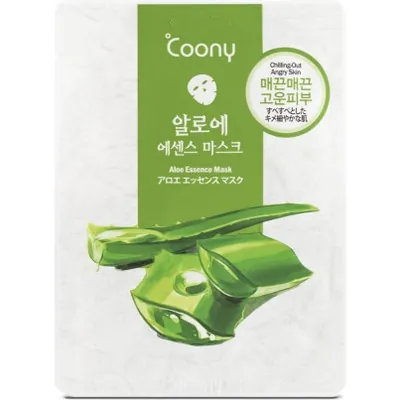 °Coony
Chilling-Out
Angry Skin
매끈매끈
고운피부
すべすべとした
キメ細やかな肌
알로에
에센스 마스크
Aloe Essence Mask
アロエ エッセンス マスク